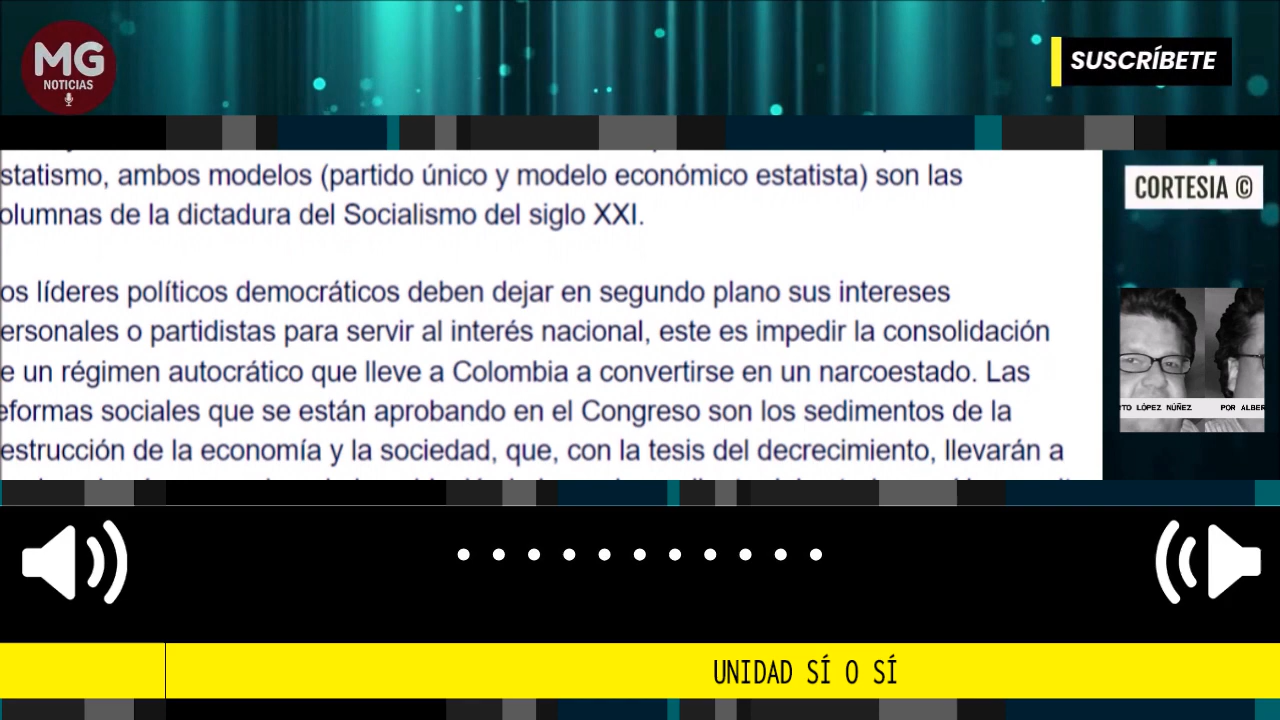 MG
NOTICIAS
SUSCRÍBETE
statismo, ambos modelos (partido único y modelo económico estatista) son las
olumnas de la dictadura del Socialismo del siglo XXI.
os líderes políticos democráticos deben dejar en segundo plano sus intereses
ersonales o partidistas para servir al interés nacional, este es impedir la consolidación
e un régimen autocrático que lleve a Colombia a convertirse en un narcoestado. Las
eformas sociales que se están aprobando en el Congreso son los sedimentos de la
estrucción de la economía y la sociedad, que, con la tesis del decrecimiento, llevarán a
CORTESIA ©
TO LÓPEZ NÚÑEZ POR ALBER
UNIDAD SÍ O SÍ